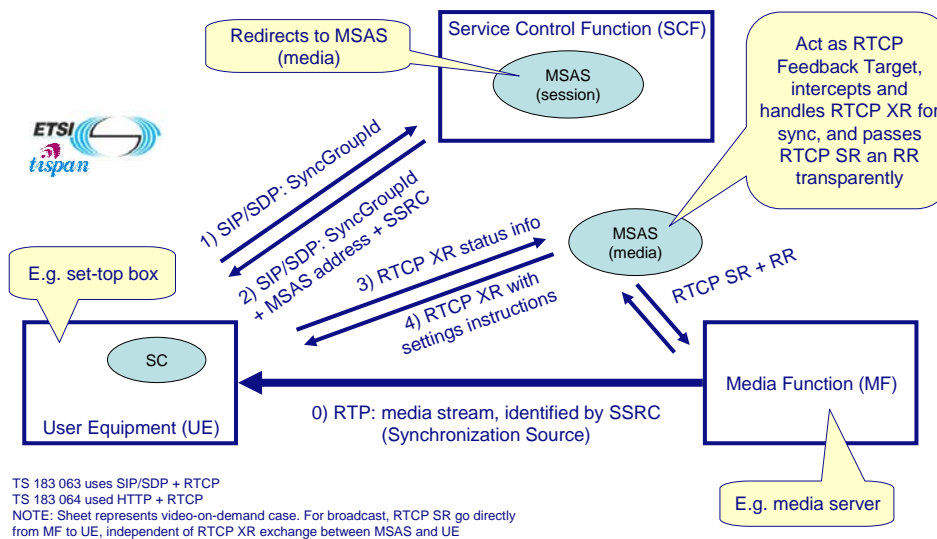 Redirects to MSAS
(media)
Service Control Function (SCF)
MSAS
(session)
Act as RTCP
Feedback Target,
intercepts and
handles RTCP XR for
sync, and passes
RTCP SR an RR
transparently
ETSI
tispan
1) SIP/SDP: SyncGroupId
2) SIP/SDP: SyncGroupId
+ MSAS address + SSRC
3) RTCP XR status info
4) RTCP XR with
settings instructions
MSAS
(media)
RTCP SR + RR
E.g. set-top box
SC
User Equipment (UE)
Media Function (MF)
0) RTP: media stream, identified by SSRC
(Synchronization Source)
E.g. media server
TS 183 063 uses SIP/SDP + RTCP
TS 183 064 used HTTP + RTCP
NOTE: Sheet represents video-on-demand case. For broadcast, RTCP SR go directly
from MF to UE, independent of RTCP XR exchange between MSAS and UE